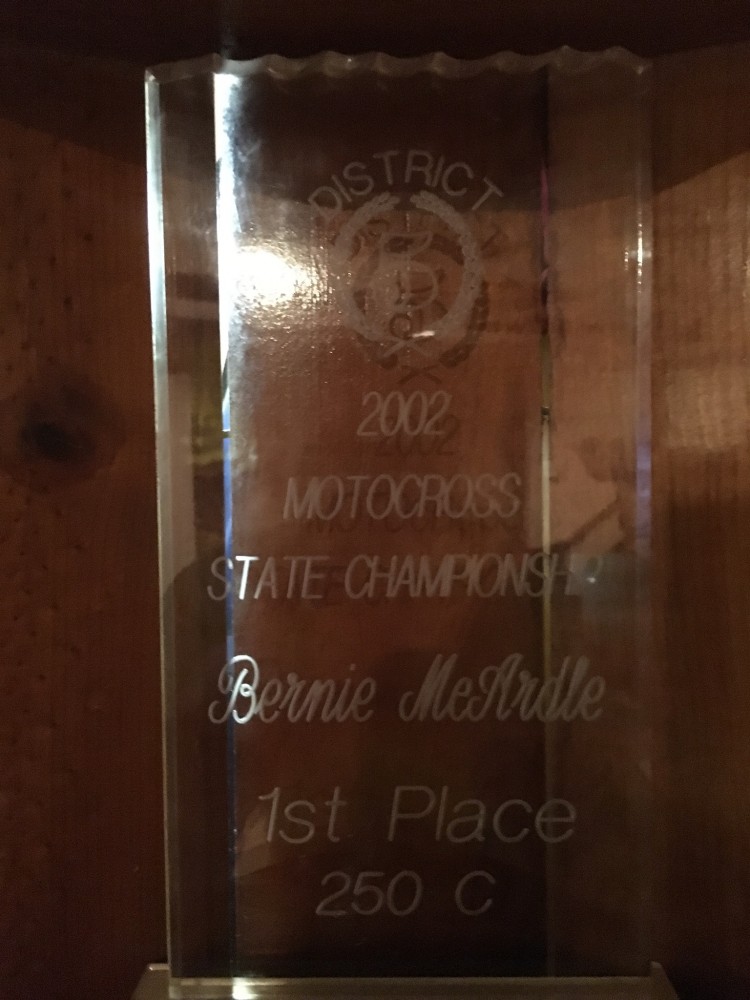 DISTRICT
2002
MOTOCROSS
STATE CHAMPIONSHIP
Bernie McArdle
1st Place
250 C